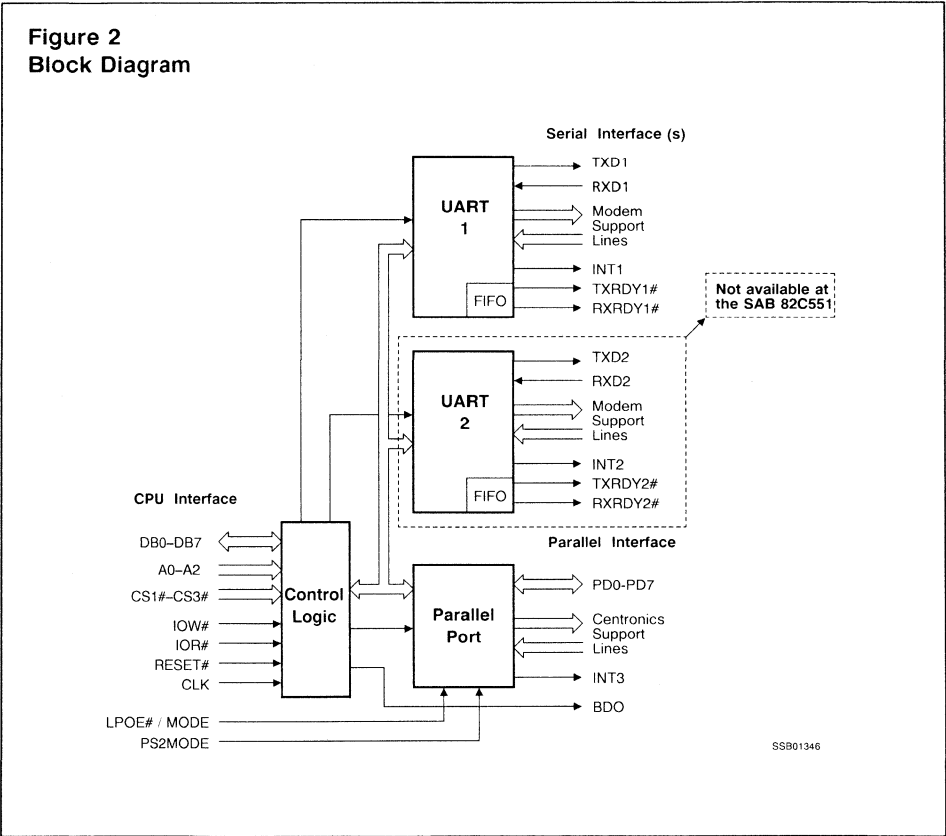 Figure 2
Block Diagram
Serial Interface (s)
UART
1
FIFO
TXD1
RXD1
Modem
Support
Lines
INT1
TXRDY1#
RXRDY1#
Not available at
the SAB 82C551
UART
2
FIFO
TXD2
RXD2
Modem
Support
Lines
INT2
TXRDY2#
RXRDY2#
CPU Interface
DB0-DB7
A0-A2
CS1#-CS3#
IOW#
IOR#
RESET#
CLK
LPOE# / MODE
PS2MODE
Control
Logic
Parallel Interface
Parallel
Port
PD0-PD7
Centronics
Support
Lines
INT3
BDO
SSB01346